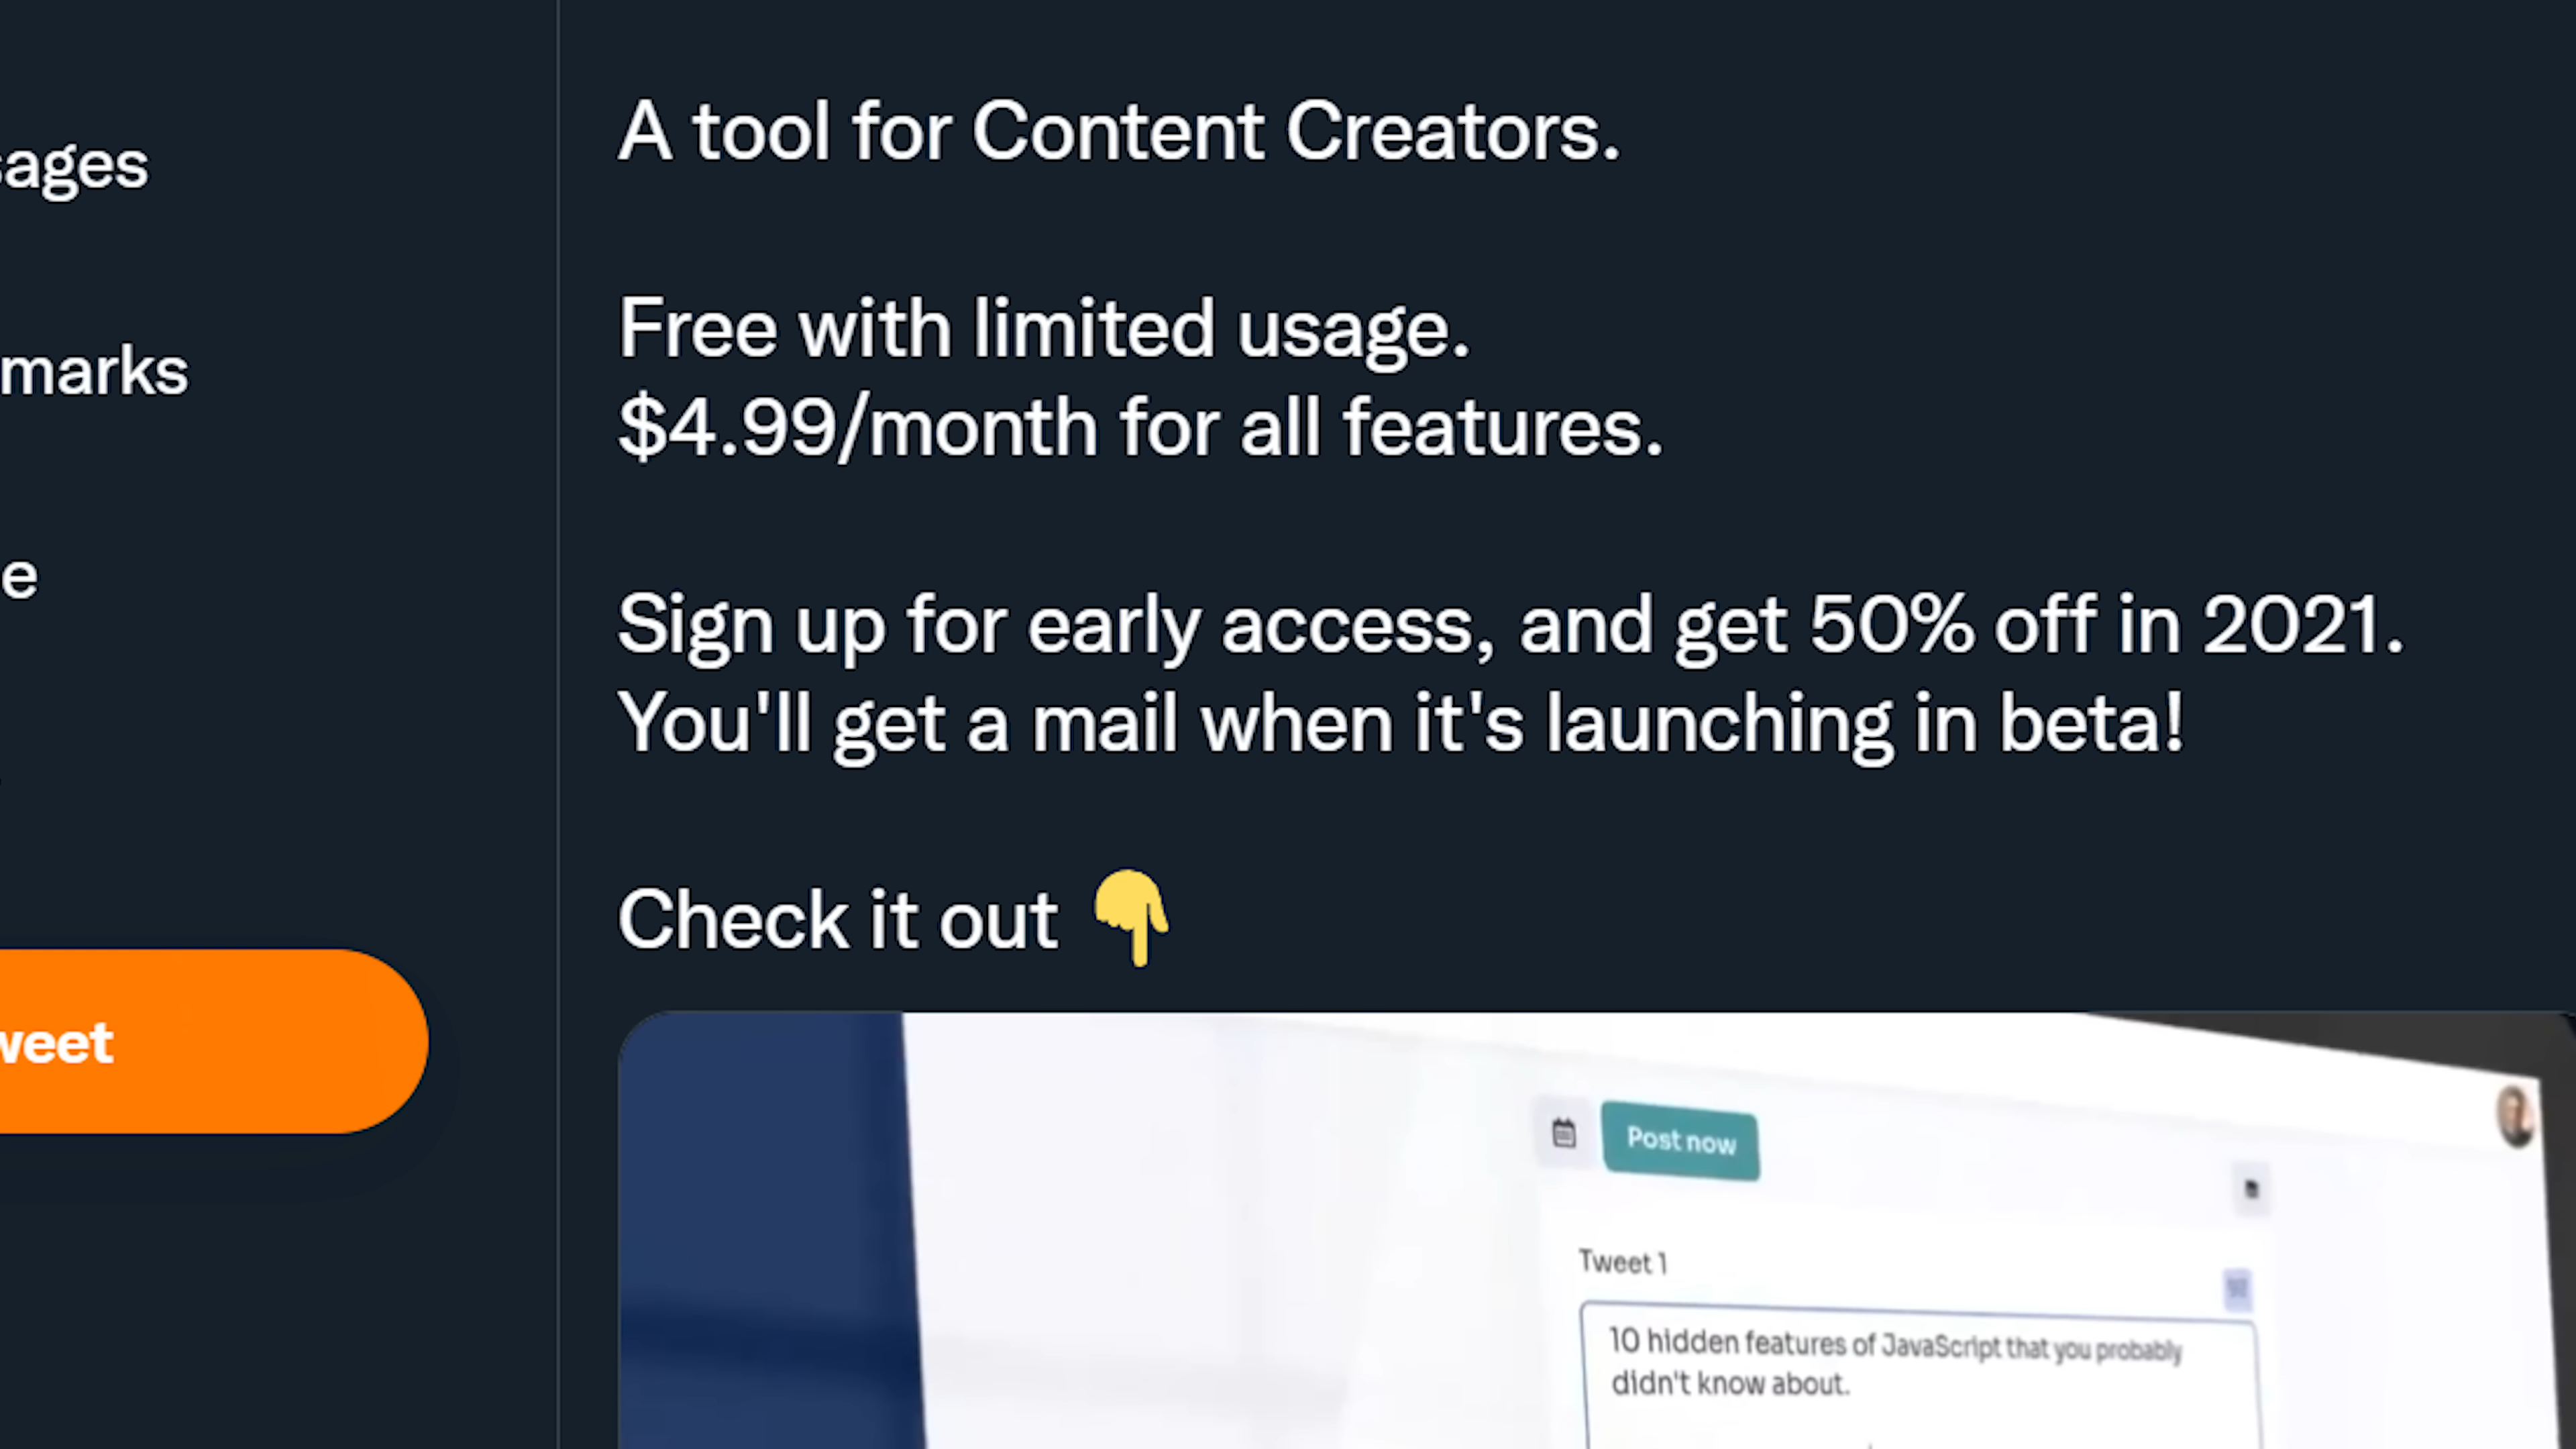 sages
marks
e
weet
A tool for Content Creators.
Free with limited usage.
$4.99/month for all features.
Sign up for early access, and get 50% off in 2021.
You'll get a mail when it's launching in beta!
Check it out 👇
Post now
Tweet 1
10 hidden features of JavaScript that you probably
didn't know about.